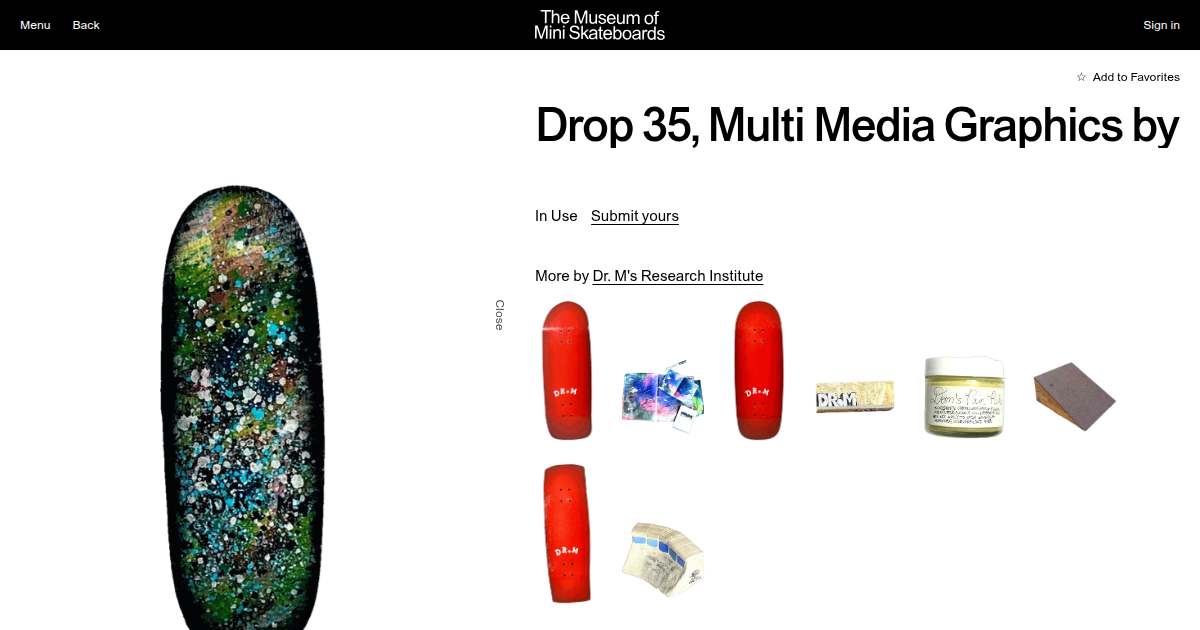 Menu
Back
The Museum of
Mini Skateboards
Sign in
☆ Add to Favorites
Drop 35, Multi Media Graphics by
In Use
Submit yours
More by Dr. M's Research Institute
Close
DR.M
DR.M
DR.M
DR.M